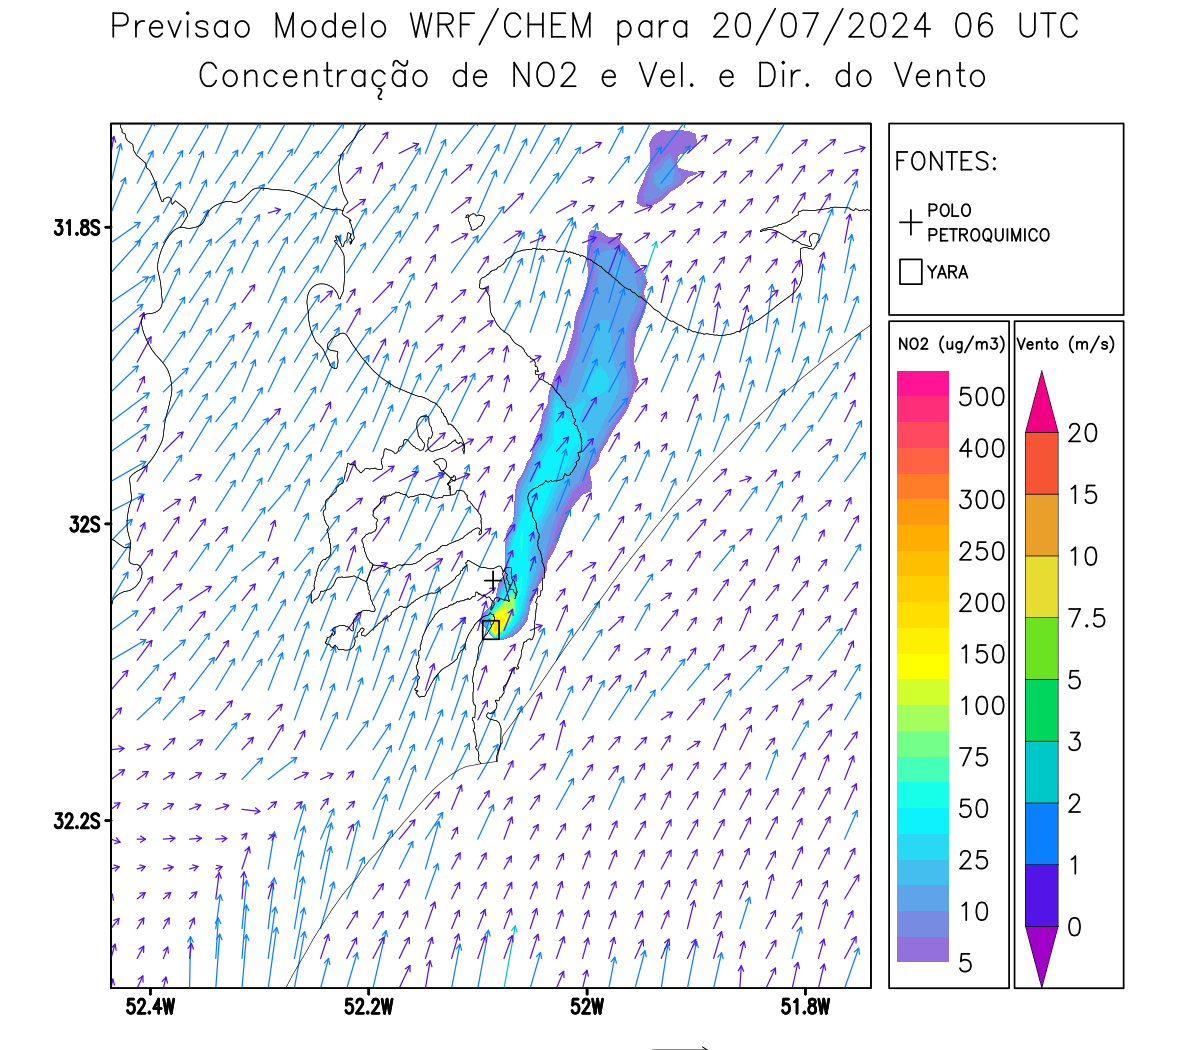 Previsao Modelo WRF/CHEM para 20/07/2024 06 UTC
Concentração de NO2 e Vel. e Dir. do Vento
FONTES:
POLO
PETROQUIMICO
YARA
NO2 (ug/m3)
500
400
300
250
200
150
100
75
50
25
10
5
Vento (m/s)
20
15
10
7.5
5
3
2
1
0
31.8S
32S
32.2S
52.4W
52.2W
52W
51.8W